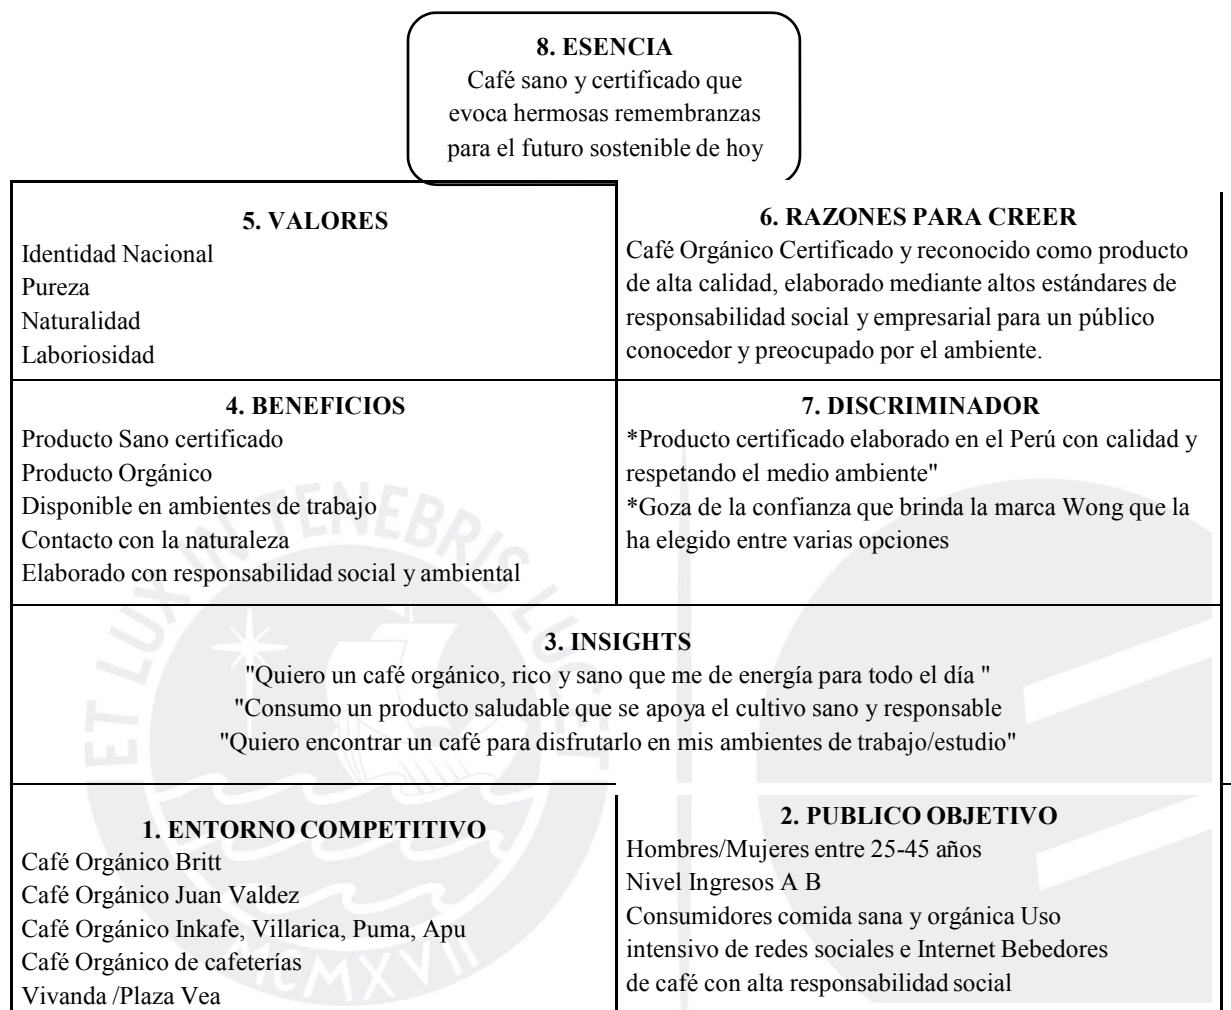 8. ESENCIA
Café sano y certificado que
evoca hermosas remembranzas
para el futuro sostenible de hoy
5. VALORES
Identidad Nacional
Pureza
Naturalidad
Laboriosidad
6. RAZONES PARA CREER
Café Orgánico Certificado y reconocido como producto
de alta calidad, elaborado mediante altos estándares de
responsabilidad social y empresarial para un público
conocedor y preocupado por el ambiente.
4. BENEFICIOS
Producto Sano certificado
Producto Orgánico
Disponible en ambientes de trabajo
Contacto con la naturaleza
Elaborado con responsabilidad social y ambiental
7. DISCRIMINADOR
*Producto certificado elaborado en el Perú con calidad y
respetando el medio ambiente"
*Goza de la confianza que brinda la marca Wong que la
ha elegido entre varias opciones
3. INSIGHTS
"Quiero un café orgánico, rico y sano que me de energía para todo el día "
"Consumo un producto saludable que se apoya el cultivo sano y responsable
"Quiero encontrar un café para disfrutarlo en mis ambientes de trabajo/estudio"
1. ENTORNO COMPETITIVO
Café Orgánico Britt
Café Orgánico Juan Valdez
Café Orgánico Inkafe, Villarica, Puma, Apu
Café Orgánico de cafeterías
Vivanda /Plaza Vea
2. PUBLICO OBJETIVO
Hombres/Mujeres entre 25-45 años
Nivel Ingresos A B
Consumidores comida sana y orgánica Uso
intensivo de redes sociales e Internet Bebedores
de café con alta responsabilidad social
ET LUX IN TENEBRIS LUCET
MCMXVII